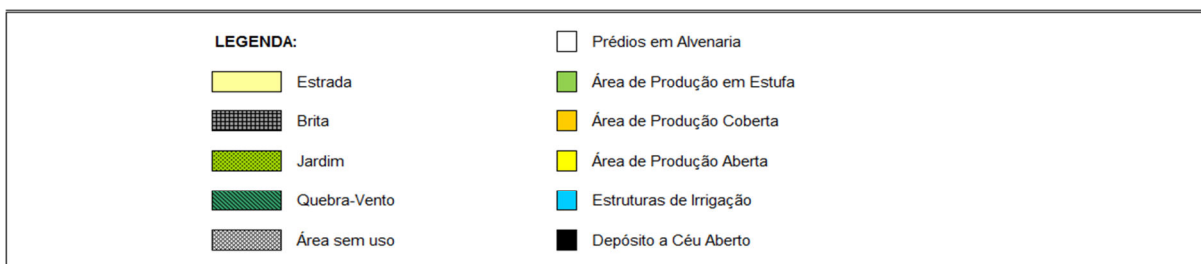 LEGENDA:
Estrada
Brita
Jardim
Quebra-Vento
Área sem uso
Prédios em Alvenaria
Área de Produção em Estufa
Área de Produção Coberta
Área de Produção Aberta
Estruturas de Irrigação
Depósito a Céu Aberto